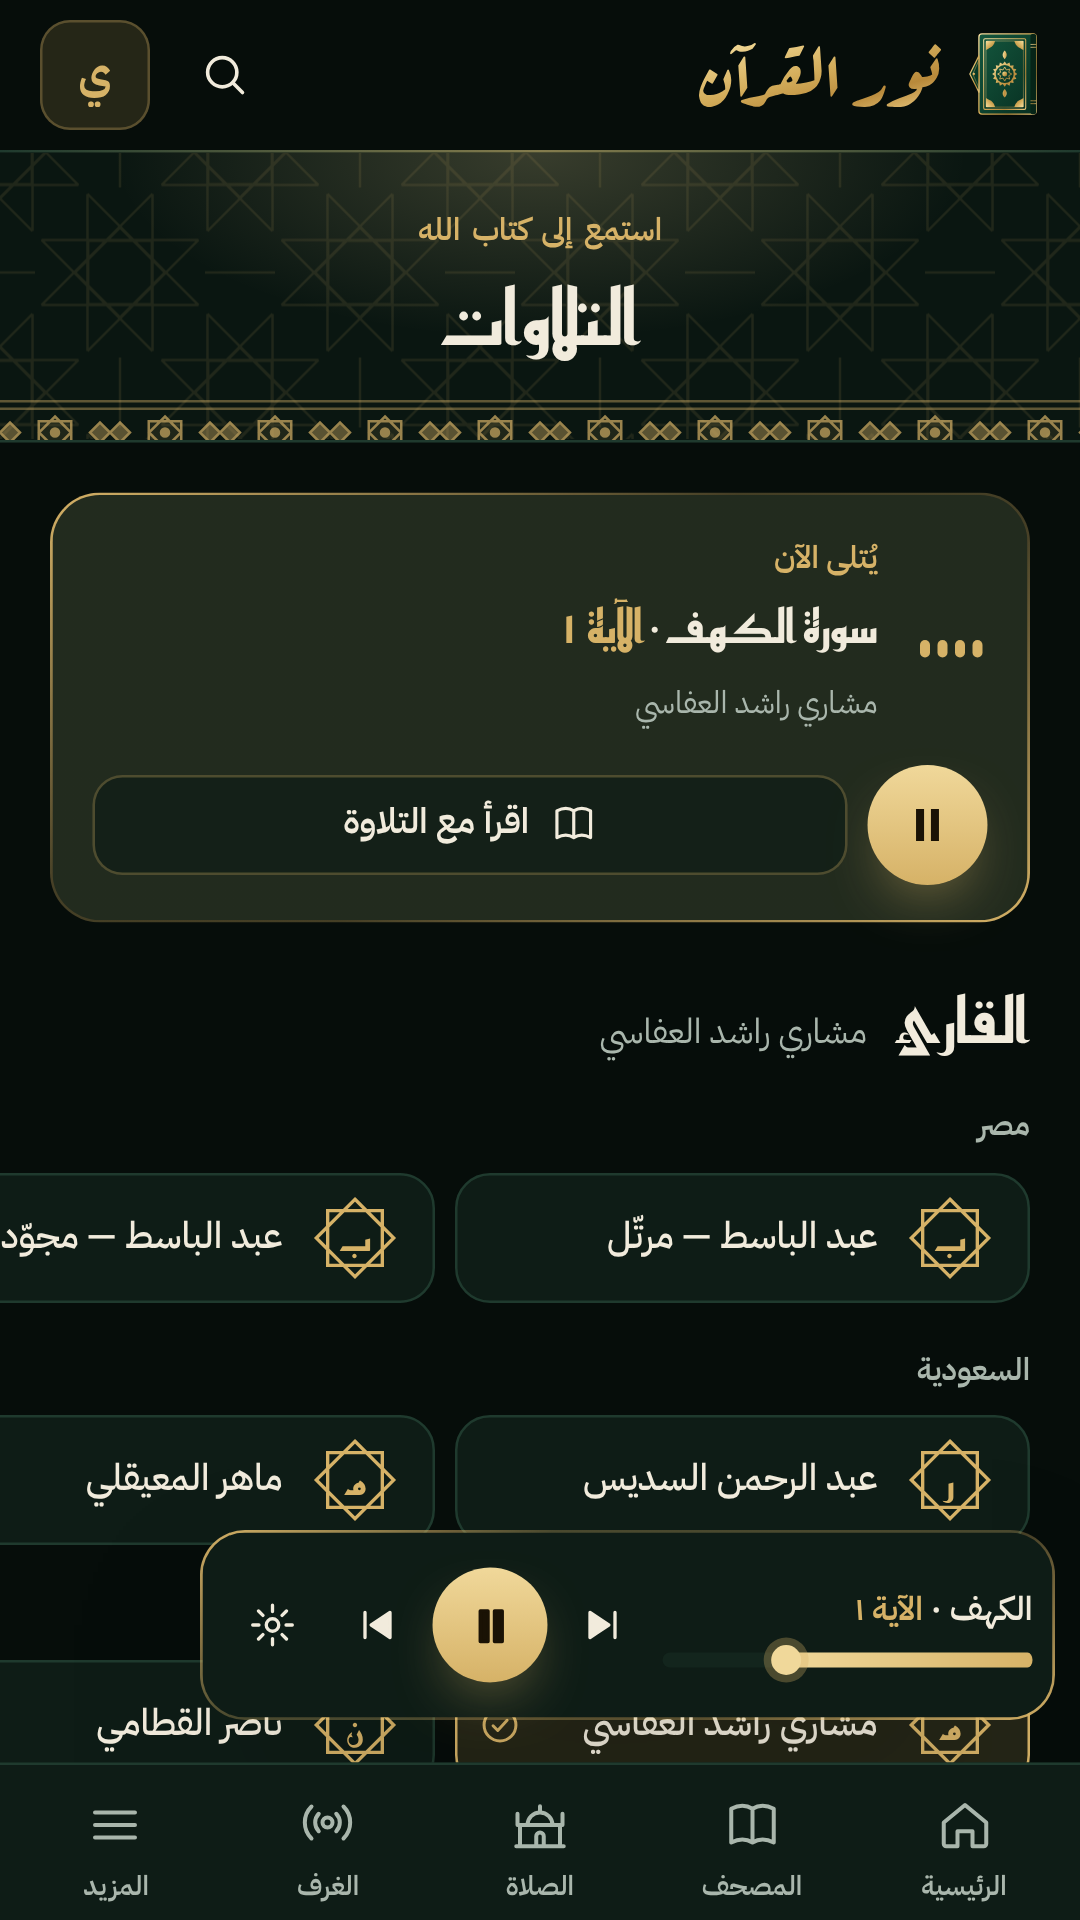 نور القرآن
ي
استمع إلى كتاب الله
التلاوات
يُتلى الآن
سورة الكهف · الآية ١
مشاري راشد العفاسي
اقرأ مع التلاوة
القارئ مشاري راشد العفاسي
مصر
ب عبد الباسط — مرتّل
ب عبد الباسط — مجوّد
السعودية
ر عبد الرحمن السديس
م ماهر المعيقلي
الكهف · الآية ١
م مشاري راشد العفاسي
ن ناصر القطامي
الرئيسية
المصحف
الصلاة
الغرف
المزيد